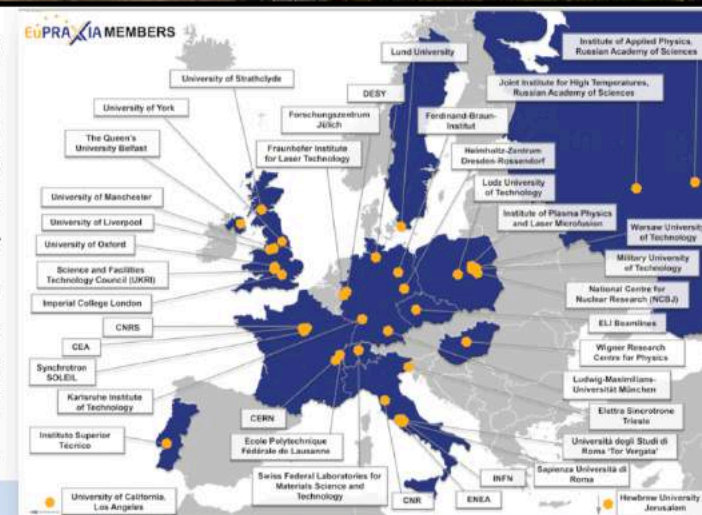 EuPRAXIA MEMBERS
Lund University
Institute of Applied Physics,
Russian Academy of Sciences
University of Strathclyde
DESY
Joint Institute for High Temperatures,
Russian Academy of Sciences
University of York
Forschungszentrum
Jülich
Ferdinand-Braun-
Institut
The Queen's
University Belfast
Fraunhofer Institute
for Laser Technology
Helmholtz-Zentrum
Dresden-Rossendorf
Lodz University
of Technology
University of Manchester
Institute of Plasma Physics
and Laser Microfusion
University of Liverpool
Warsaw University
of Technology
University of Oxford
Military University
of Technology
Science and Facilities
Technology Council (UKRI)
National Centre for
Nuclear Research (NCBJ)
Imperial College London
CNRS
ELI Beamlines
CEA
Wigner Research
Centre for Physics
Synchrotron
SOLEIL
Ludwig-Maximilians-
Universität München
Karlsruhe Institute
of Technology
Elettra Sincrotrone
Trieste
CERN
Instituto Superior
Técnico
Ecole Polytechnique
Fédérale de Lausanne
Università degli Studi di
Roma 'Tor Vergata'
Swiss Federal Laboratories for
Materials Science and
Technology
INFN
Sapienza Università di
Roma
CNR
ENEA
University of California,
Los Angeles
Hewbrew University
Jerusalem